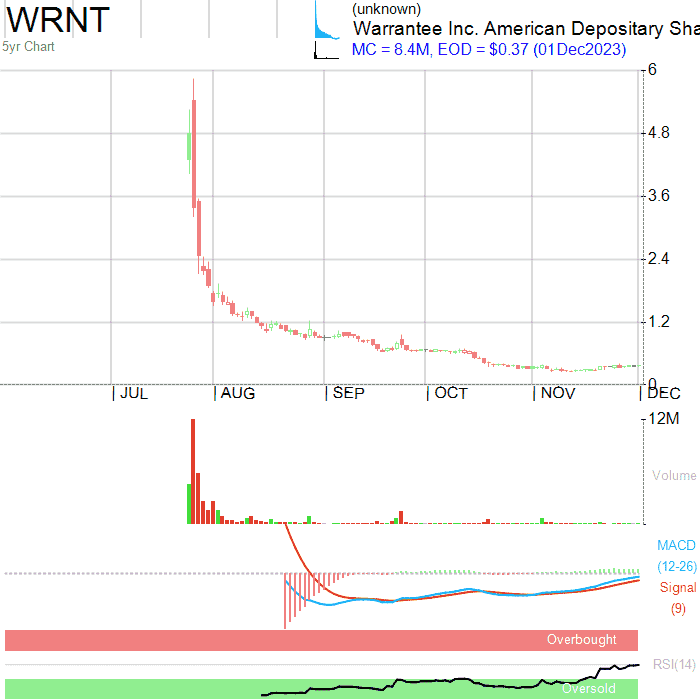 WRNT
5yr Chart
(unknown)
Warrantee Inc. American Depositary Sha
MC = 8.4M, EOD = $0.37 (01Dec2023)
6
4.8
3.6
2.4
1.2
0
| JUL | AUG | SEP | OCT | NOV | DEC
12M
Volume
MACD
(12-26)
Signal
(9)
Overbought
RSI(14)
Oversold